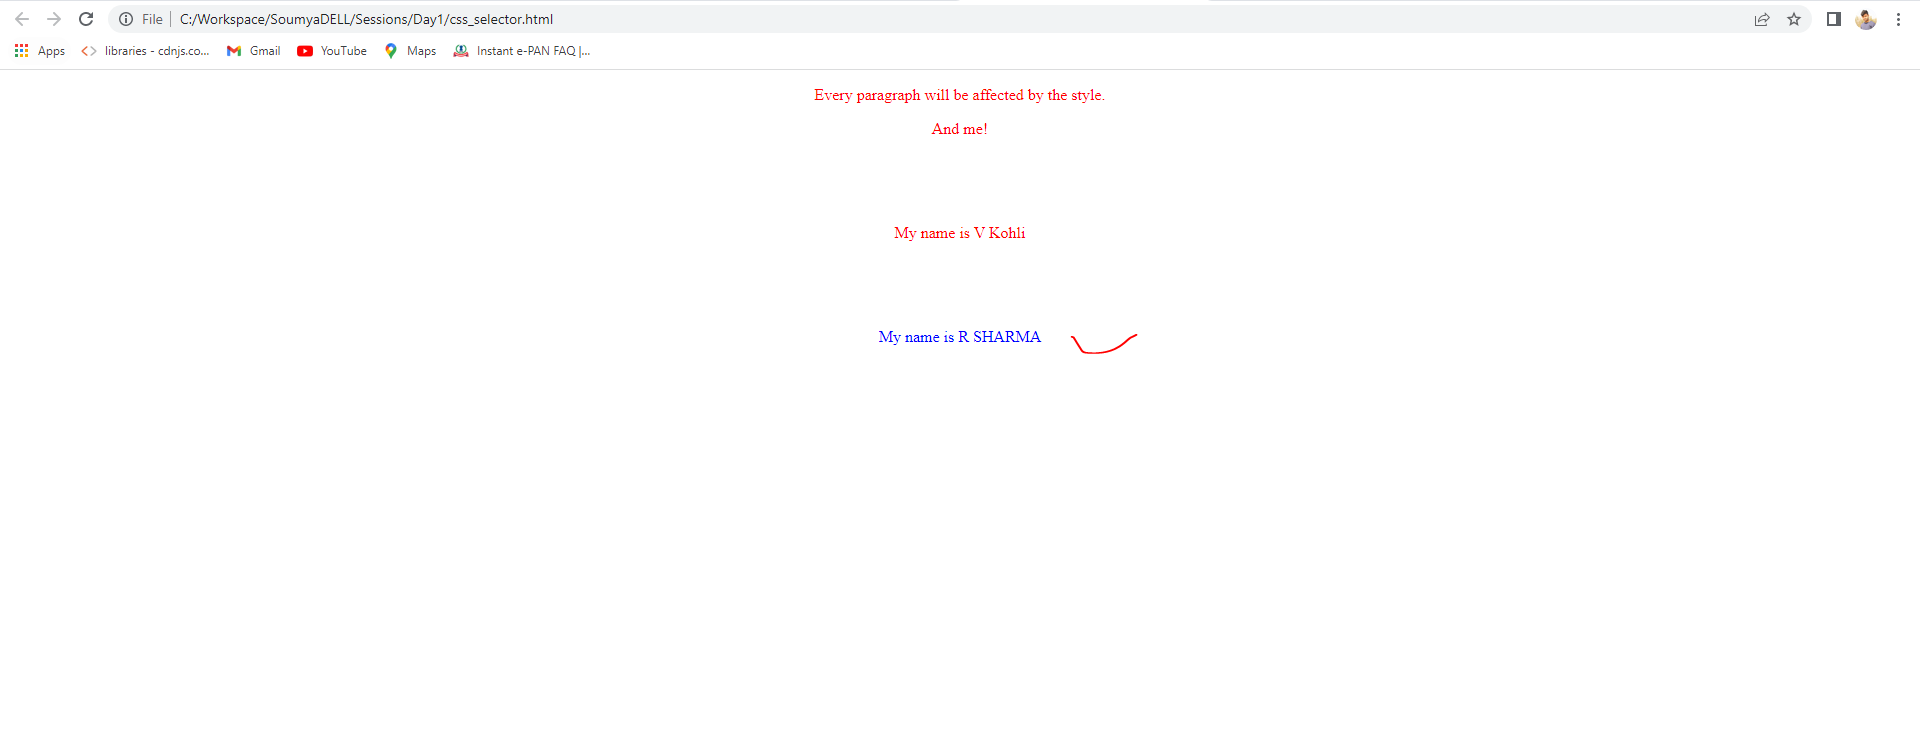 File | C:/Workspace/SoumyaDELL/Sessions/Day1/css_selector.html
Apps libraries - cdnjs.co... Gmail YouTube Maps Instant e-PAN FAQ |...
Every paragraph will be affected by the style.
And me!
My name is V Kohli
My name is R SHARMA